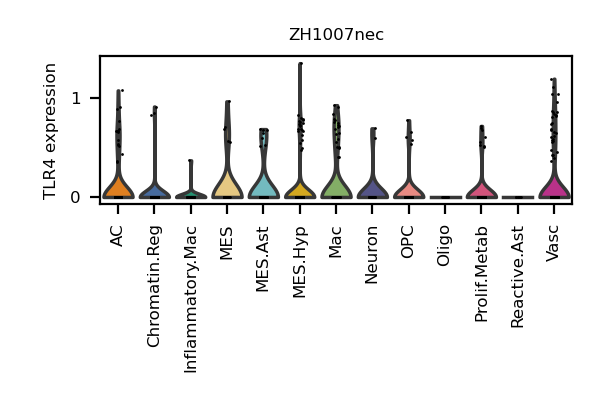 ZH1007nec
TLR4 expression
1
0
AC
Chromatin.Reg
Inflammatory.Mac
MES
MES.Ast
MES.Hyp
Mac
Neuron
OPC
Oligo
Prolif.Metab
Reactive.Ast
Vasc